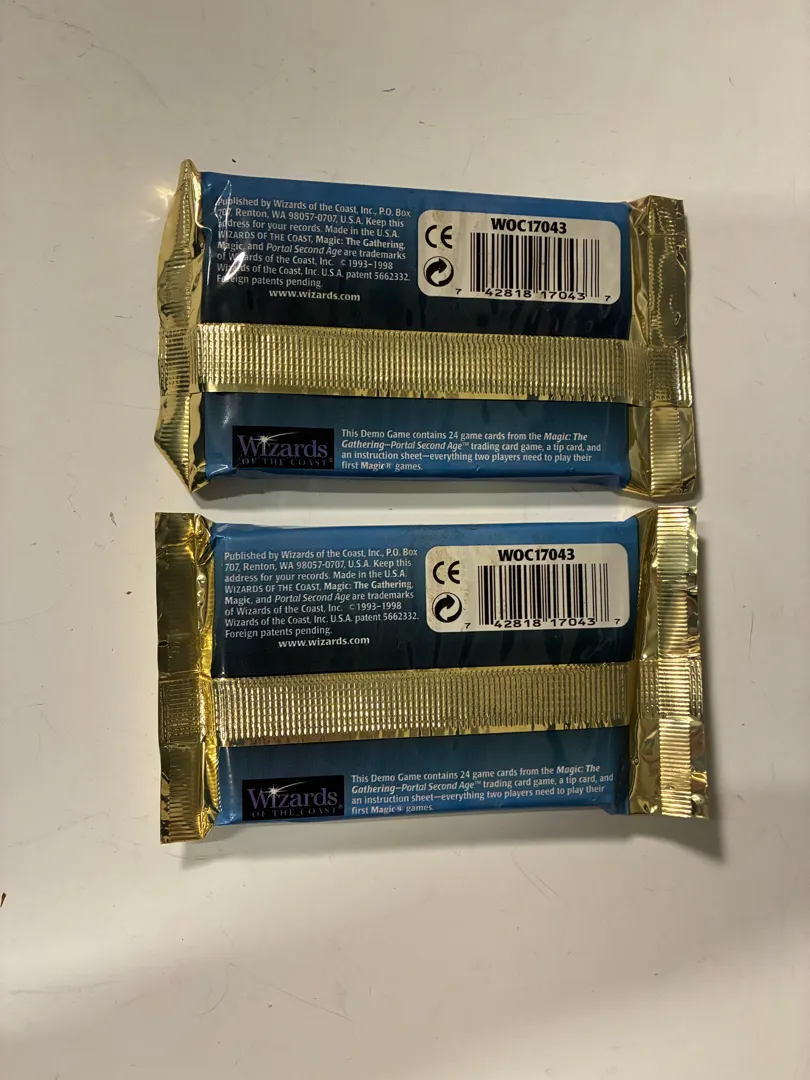 Published by Wizards of the Coast, Inc., P.O. Box
707, Renton, WA 98057-0707, U.S.A. Keep this
address for your records. Made in the U.S.A.
WIZARDS OF THE COAST, Magic: The Gathering,
Magic, and Portal Second Age are trademarks
of Wizards of the Coast, Inc. ©1993–1998
Wizards of the Coast, Inc. U.S.A. patent 5662332.
Foreign patents pending.
www.wizards.com
CE
WOC17043
7 42818 17043 7
Wizards
OF THE COAST®
This Demo Game contains 24 game cards from the Magic: The
Gathering–Portal Second Age™ trading card game, a tip card, and
an instruction sheet—everything two players need to play their
first Magic® games.
Published by Wizards of the Coast, Inc., P.O. Box
707, Renton, WA 98057-0707, U.S.A. Keep this
address for your records. Made in the U.S.A.
WIZARDS OF THE COAST, Magic: The Gathering,
Magic, and Portal Second Age are trademarks
of Wizards of the Coast, Inc. ©1993–1998
Wizards of the Coast, Inc. U.S.A. patent 5662332.
Foreign patents pending.
www.wizards.com
CE
WOC17043
7 42818 17043 7
Wizards
OF THE COAST®
This Demo Game contains 24 game cards from the Magic: The
Gathering–Portal Second Age™ trading card game, a tip card, and
an instruction sheet—everything two players need to play their
first Magic® games.